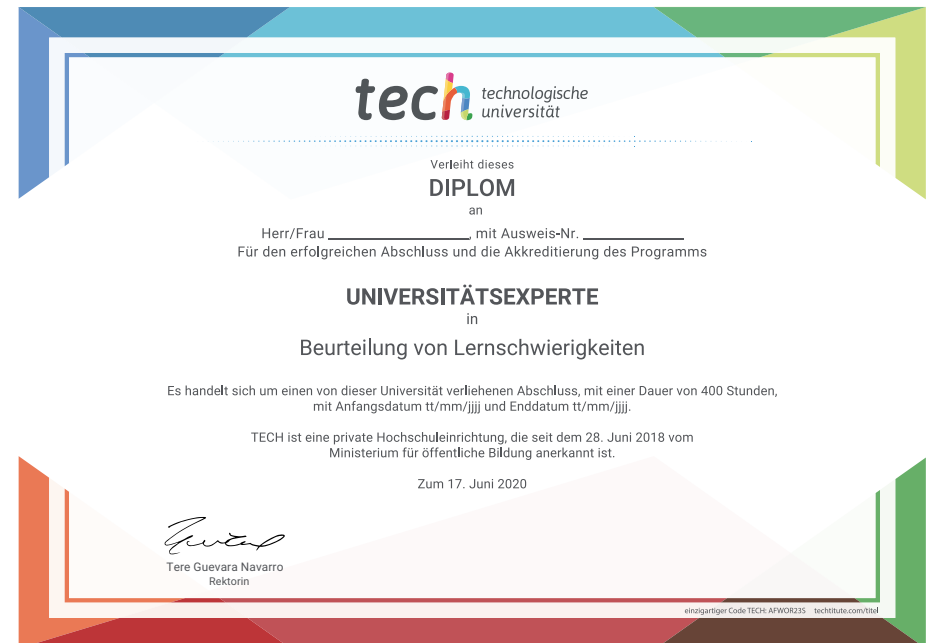 tech technologische
universität
Verleiht dieses
DIPLOM
an
Herr/Frau ____________________, mit Ausweis-Nr. ______________
Für den erfolgreichen Abschluss und die Akkreditierung des Programms
UNIVERSITÄTSEXPERTE
in
Beurteilung von Lernschwierigkeiten
Es handelt sich um einen von dieser Universität verliehenen Abschluss, mit einer Dauer von 400 Stunden,
mit Anfangsdatum tt/mm/jjjj und Enddatum tt/mm/jjjj.
TECH ist eine private Hochschuleinrichtung, die seit dem 28. Juni 2018 vom
Ministerium für öffentliche Bildung anerkannt ist.
Zum 17. Juni 2020
Tere Guevara Navarro
Rektorin
einzigartiger Code TECH: AFWOR23S techtitute.com/titel